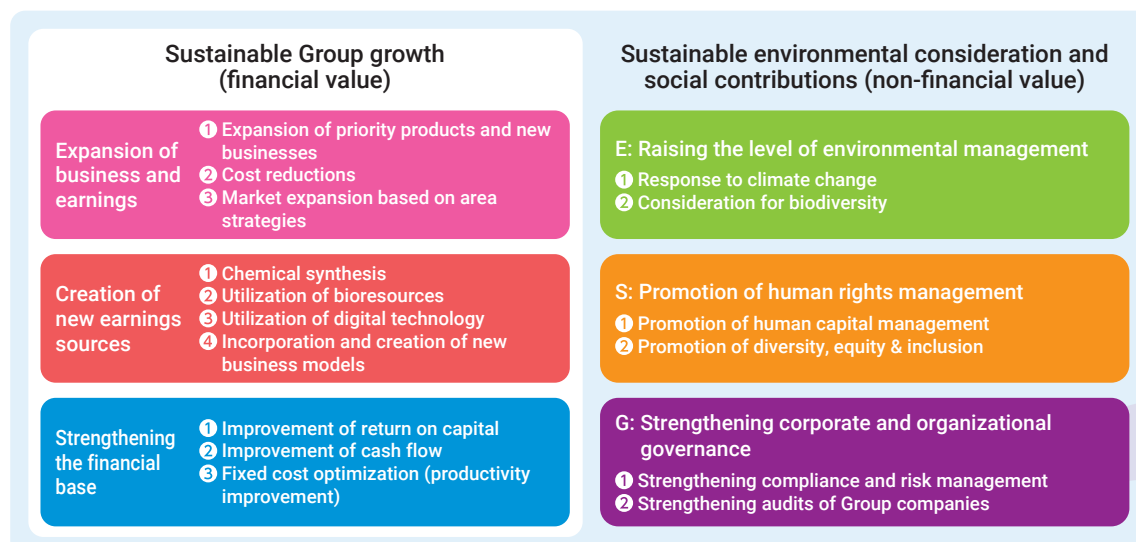 Sustainable Group growth
(financial value)
Expansion of
business and
earnings
❶ Expansion of priority products and new
businesses
❷ Cost reductions
❸ Market expansion based on area
strategies
Creation of
new earnings
sources
❶ Chemical synthesis
❷ Utilization of bioresources
❸ Utilization of digital technology
❹ Incorporation and creation of new
business models
Strengthening
the financial
base
❶ Improvement of return on capital
❷ Improvement of cash flow
❸ Fixed cost optimization (productivity
improvement)
Sustainable environmental consideration and
social contributions (non-financial value)
E: Raising the level of environmental management
❶ Response to climate change
❷ Consideration for biodiversity
S: Promotion of human rights management
❶ Promotion of human capital management
❷ Promotion of diversity, equity & inclusion
G: Strengthening corporate and organizational
governance
❶ Strengthening compliance and risk management
❷ Strengthening audits of Group companies